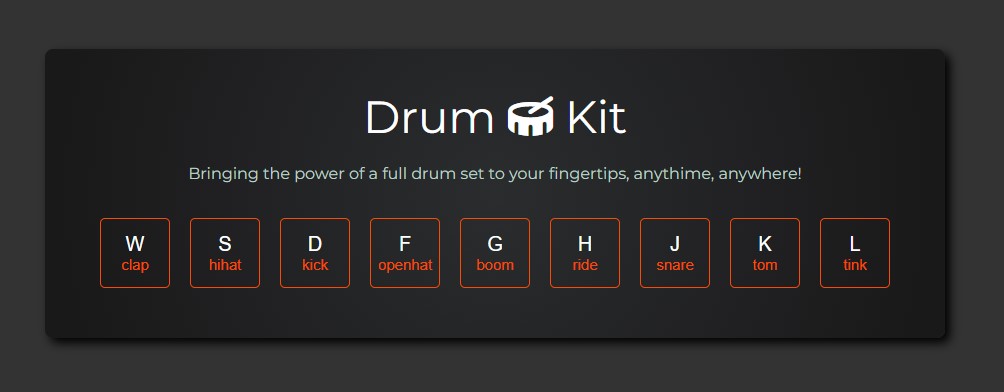 Drum Kit
Bringing the power of a full drum set to your fingertips, anythime, anywhere!
W S D F G H J K L
clap hihat kick openhat boom ride snare tom tink